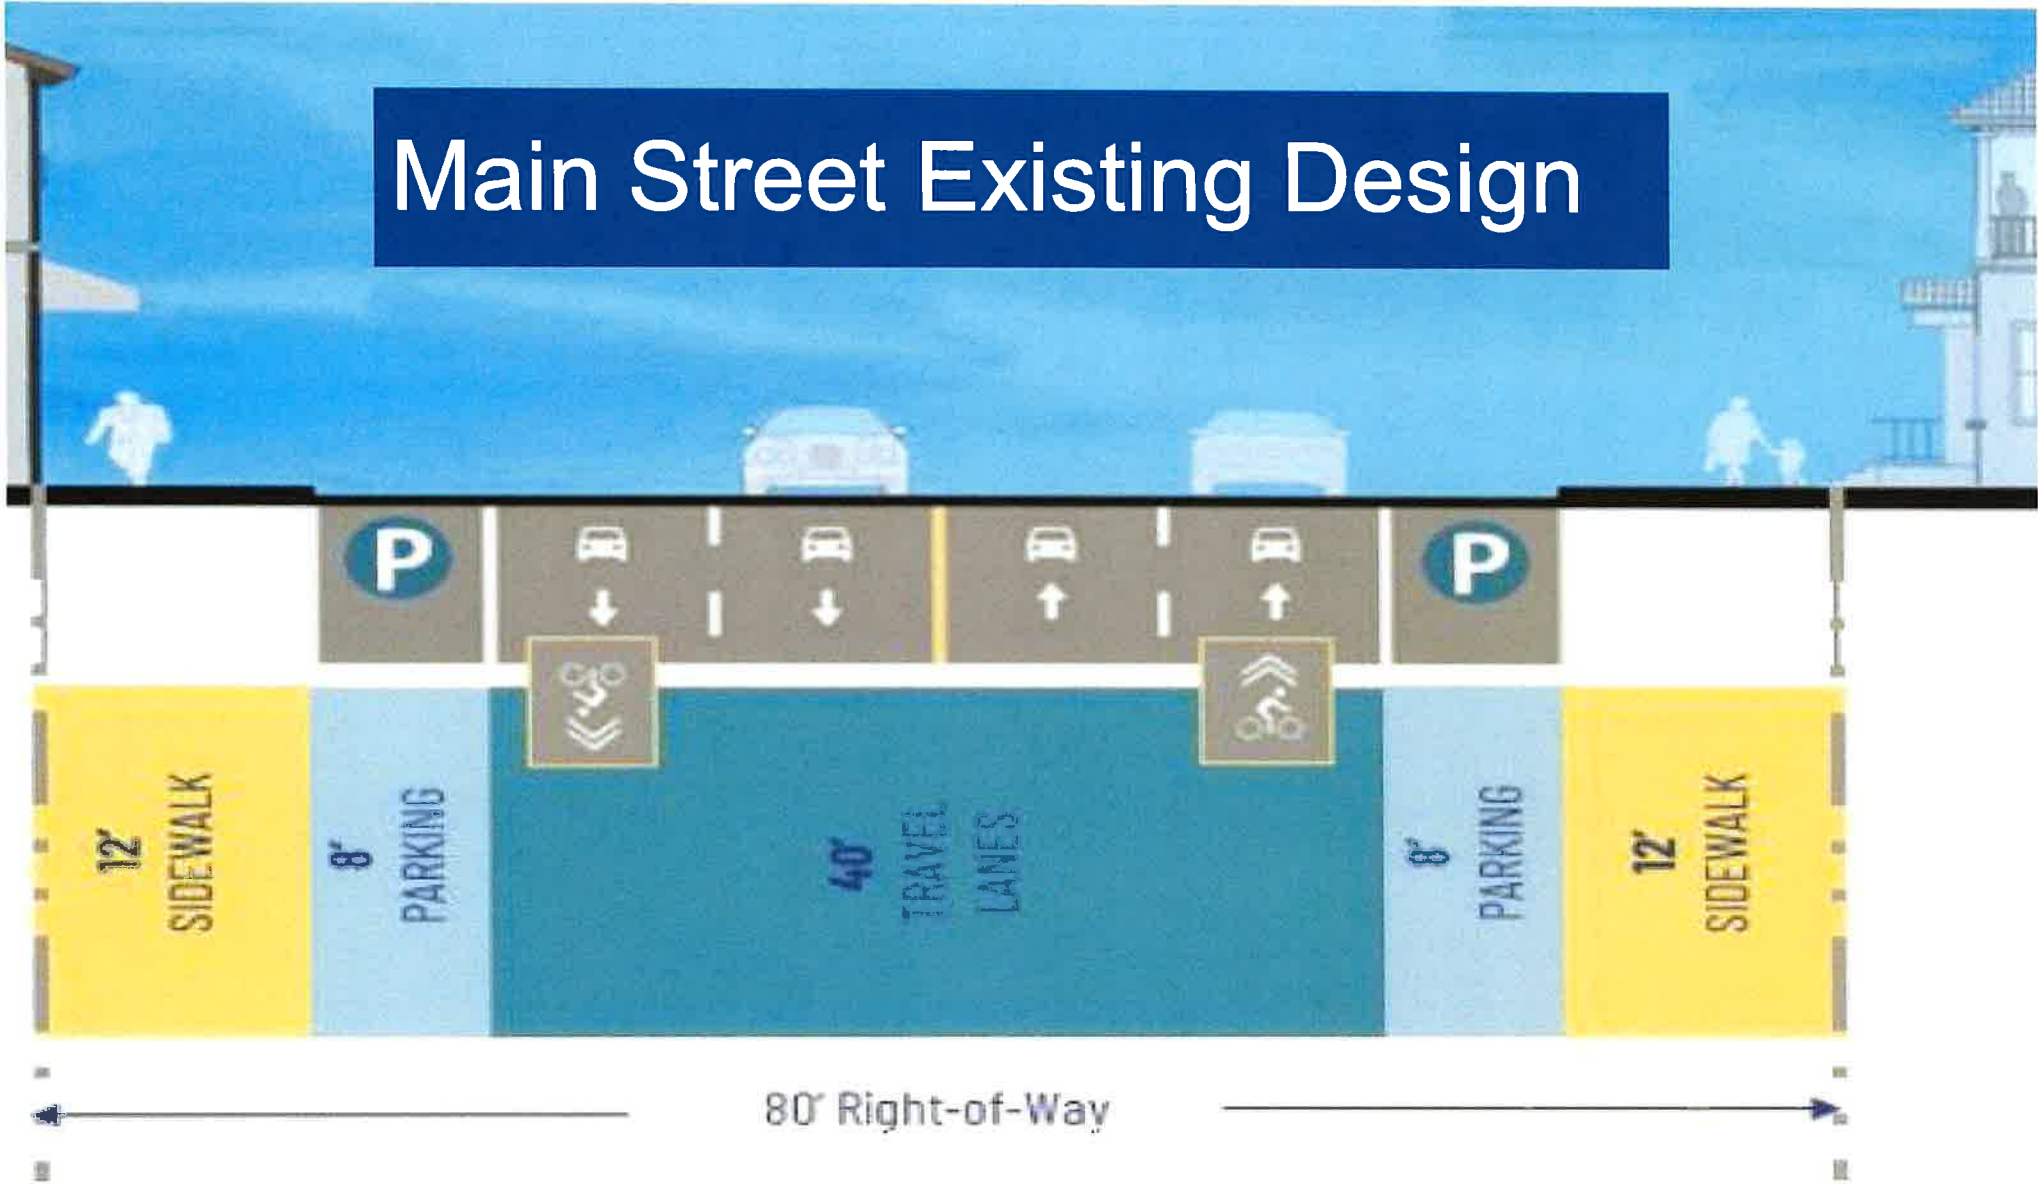 Main Street Existing Design
P
P
12'
SIDEWALK
8'
PARKING
40'
TRAVEL
LANES
8'
PARKING
12'
SIDEWALK
80' Right-of-Way